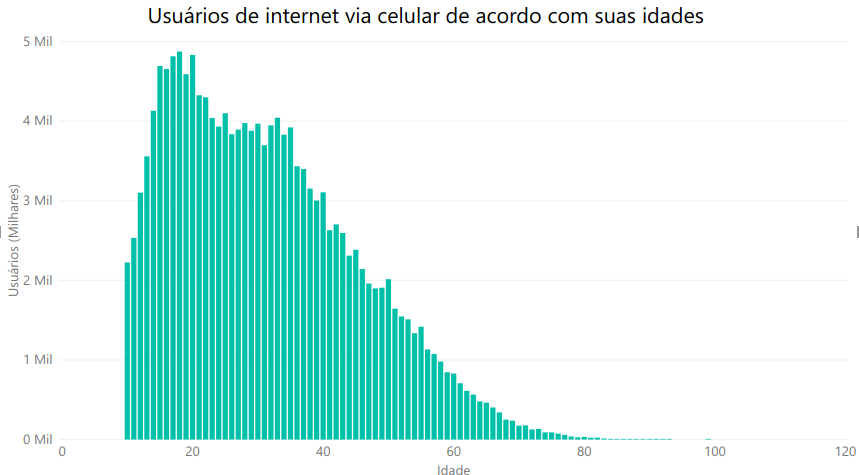 Usuários de internet via celular de acordo com suas idades
5 Mil
4 Mil
3 Mil
2 Mil
1 Mil
0 Mil
Usuários (Milhares)
0 20 40 60 80 100 120
Idade